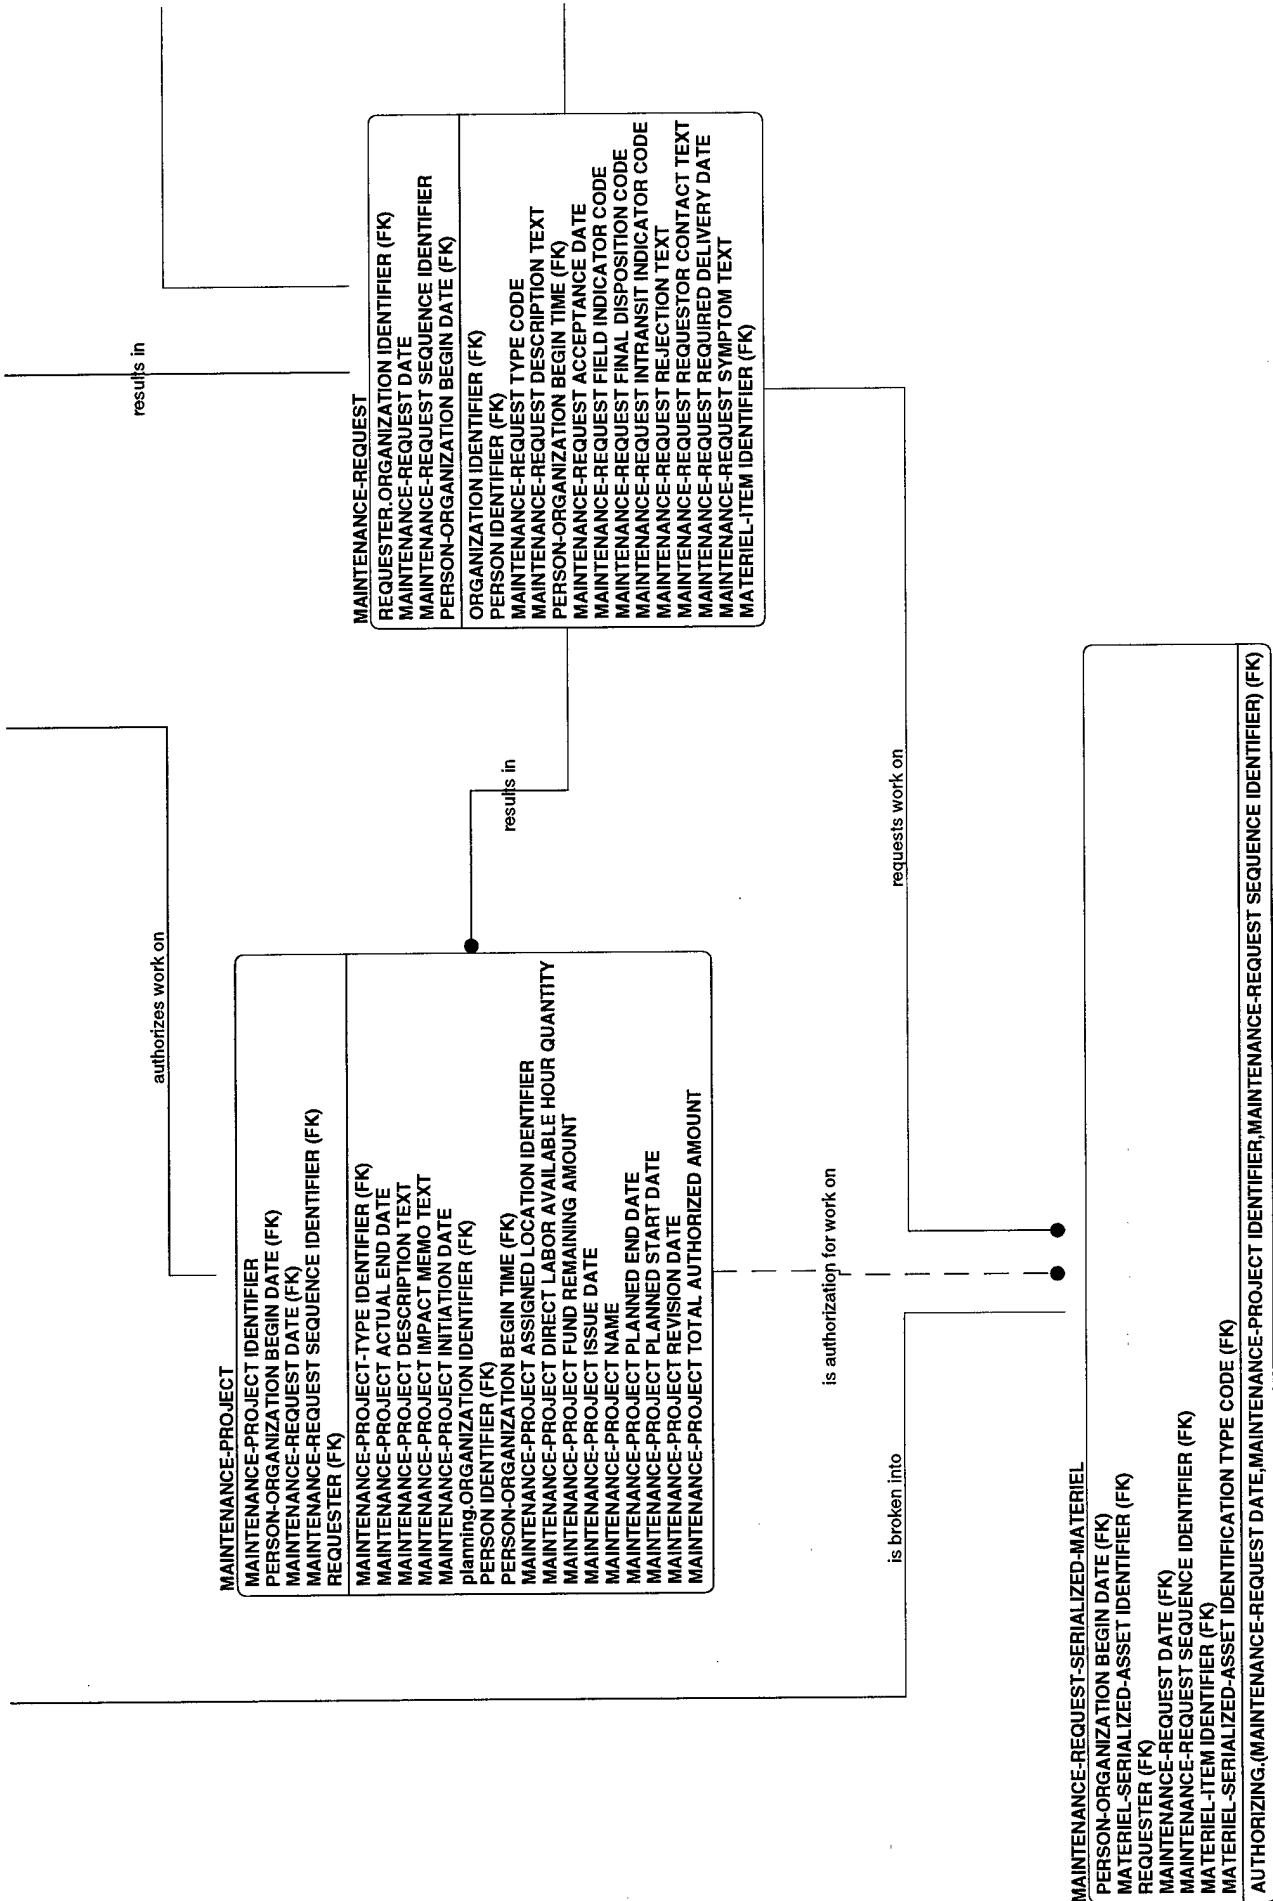 results in
MAINTENANCE-REQUEST
REQUESTER.ORGANIZATION IDENTIFIER (FK)
MAINTENANCE-REQUEST DATE
MAINTENANCE-REQUEST SEQUENCE IDENTIFIER
PERSON-ORGANIZATION BEGIN DATE (FK)
ORGANIZATION IDENTIFIER (FK)
PERSON IDENTIFIER (FK)
MAINTENANCE-REQUEST TYPE CODE
MAINTENANCE-REQUEST DESCRIPTION TEXT
PERSON-ORGANIZATION BEGIN TIME (FK)
MAINTENANCE-REQUEST ACCEPTANCE DATE
MAINTENANCE-REQUEST FIELD INDICATOR CODE
MAINTENANCE-REQUEST FINAL DISPOSITION CODE
MAINTENANCE-REQUEST INTRANSIT INDICATOR CODE
MAINTENANCE-REQUEST REJECTION TEXT
MAINTENANCE-REQUEST REQUESTOR CONTACT TEXT
MAINTENANCE-REQUEST REQUIRED DELIVERY DATE
MAINTENANCE-REQUEST SYMPTOM TEXT
MATERIEL-ITEM IDENTIFIER (FK)
authorizes work on
results in
MAINTENANCE-PROJECT
MAINTENANCE-PROJECT IDENTIFIER
PERSON-ORGANIZATION BEGIN DATE (FK)
MAINTENANCE-REQUEST DATE (FK)
MAINTENANCE-REQUEST SEQUENCE IDENTIFIER (FK)
REQUESTER (FK)
MAINTENANCE-PROJECT-TYPE IDENTIFIER (FK)
MAINTENANCE-PROJECT ACTUAL END DATE
MAINTENANCE-PROJECT DESCRIPTION TEXT
MAINTENANCE-PROJECT IMPACT MEMO TEXT
MAINTENANCE-PROJECT INITIATION DATE
planning.ORGANIZATION IDENTIFIER (FK)
PERSON IDENTIFIER (FK)
PERSON-ORGANIZATION BEGIN TIME (FK)
MAINTENANCE-PROJECT ASSIGNED LOCATION IDENTIFIER
MAINTENANCE-PROJECT DIRECT LABOR AVAILABLE HOUR QUANTITY
MAINTENANCE-PROJECT FUND REMAINING AMOUNT
MAINTENANCE-PROJECT ISSUE DATE
MAINTENANCE-PROJECT NAME
MAINTENANCE-PROJECT PLANNED END DATE
MAINTENANCE-PROJECT PLANNED START DATE
MAINTENANCE-PROJECT REVISION DATE
MAINTENANCE-PROJECT TOTAL AUTHORIZED AMOUNT
is authorization for work on
requests work on
is broken into
MAINTENANCE-REQUEST-SERIALIZED-MATERIEL
PERSON-ORGANIZATION BEGIN DATE (FK)
MATERIEL-SERIALIZED-ASSET IDENTIFIER (FK)
REQUESTER (FK)
MAINTENANCE-REQUEST DATE (FK)
MAINTENANCE-REQUEST SEQUENCE IDENTIFIER (FK)
MATERIEL-ITEM IDENTIFIER (FK)
MATERIEL-SERIALIZED-ASSET IDENTIFICATION TYPE CODE (FK)
AUTHORIZING.(MAINTENANCE-REQUEST DATE,MAINTENANCE-PROJECT IDENTIFIER,MAINTENANCE-REQUEST SEQUENCE IDENTIFIER) (FK)